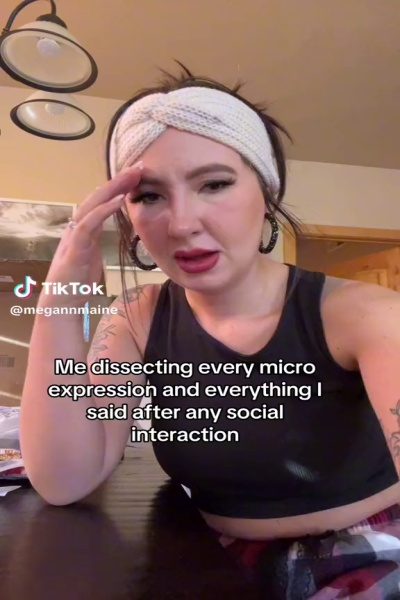 TikTok
@megannmaine
Me dissecting every micro
expression and everything I
said after any social
interaction